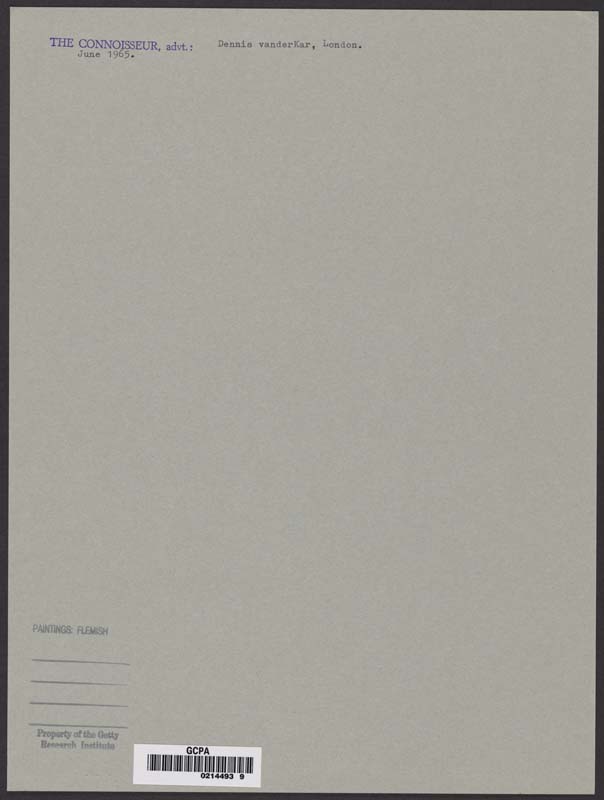 THE CONNOISSEUR, advt.: Dennis vanderKar, London.
June 1965.
PAINTINGS: FLEMISH
Property of the Getty
Research Institute
GCPA
0214493 9